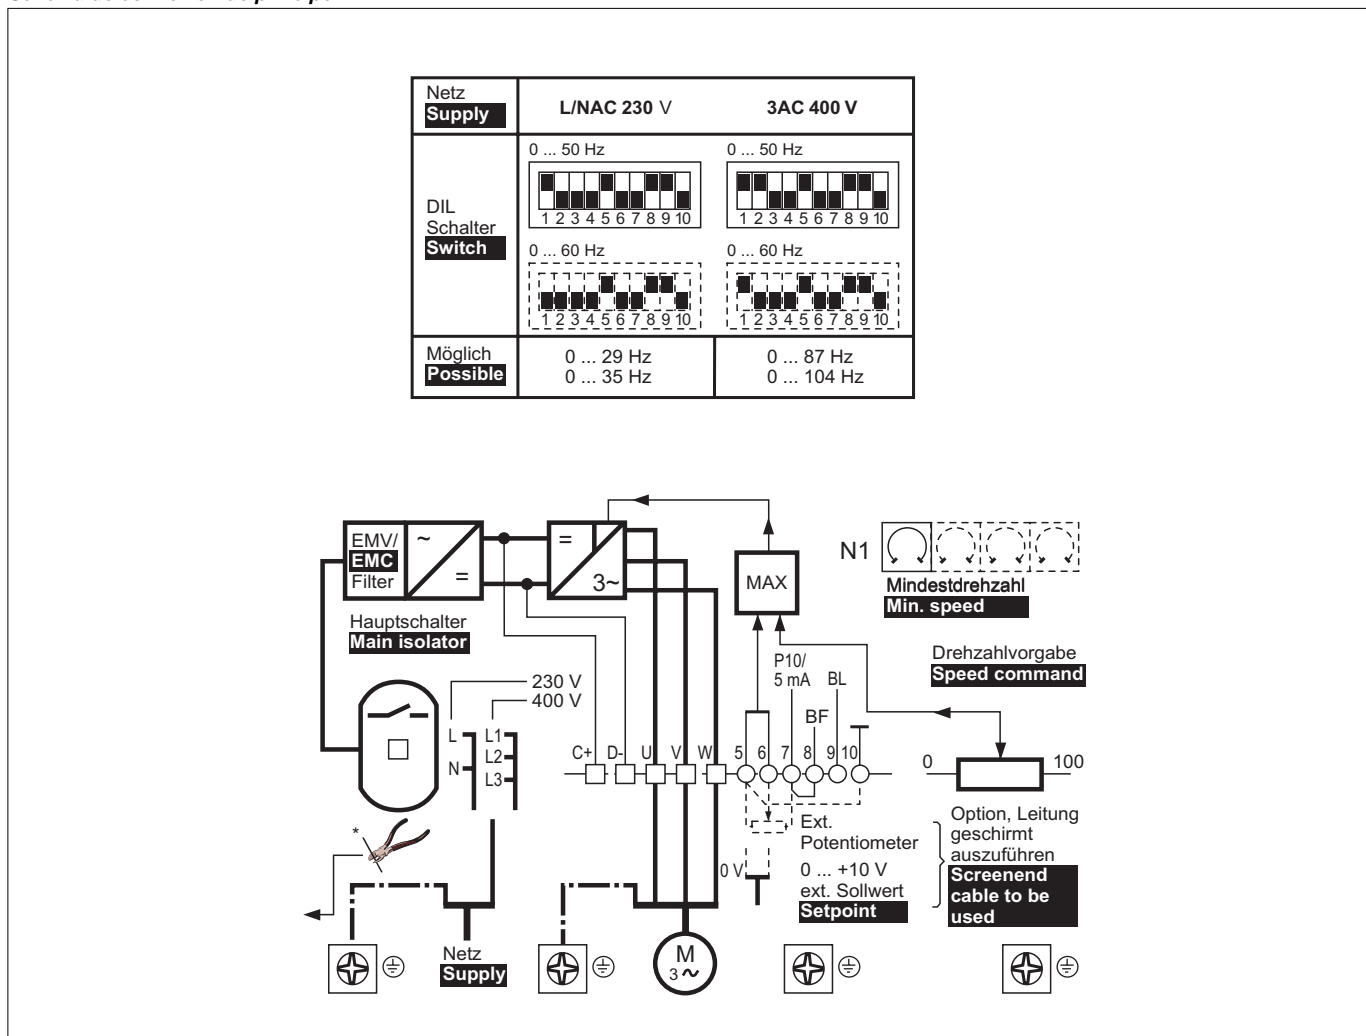 Netz
Supply
L/NAC 230 V
3AC 400 V
DIL
Schalter
Switch
0 ... 50 Hz
1 2 3 4 5 6 7 8 9 10
0 ... 50 Hz
1 2 3 4 5 6 7 8 9 10
0 ... 60 Hz
1 2 3 4 5 6 7 8 9 10
0 ... 60 Hz
1 2 3 4 5 6 7 8 9 10
Möglich
Possible
0 ... 29 Hz
0 ... 35 Hz
0 ... 87 Hz
0 ... 104 Hz
EMV/
EMC
Filter
~
=
=
3~
MAX
N1
Mindestdrehzahl
Min. speed
Hauptschalter
Main isolator
Drehzahlvorgabe
Speed command
230 V
400 V
L
N
L1
L2
L3
P10/
5 mA
BL
BF
C+ D- U V W 5 6 7 8 9 10
0
100
*
Ext.
Potentiometer
0 V
0 ... +10 V
ext. Sollwert
Setpoint
Option, Leitung
geschirmt
auszuführen
Screenend
cable to be
used
Netz
Supply
M
3 ~